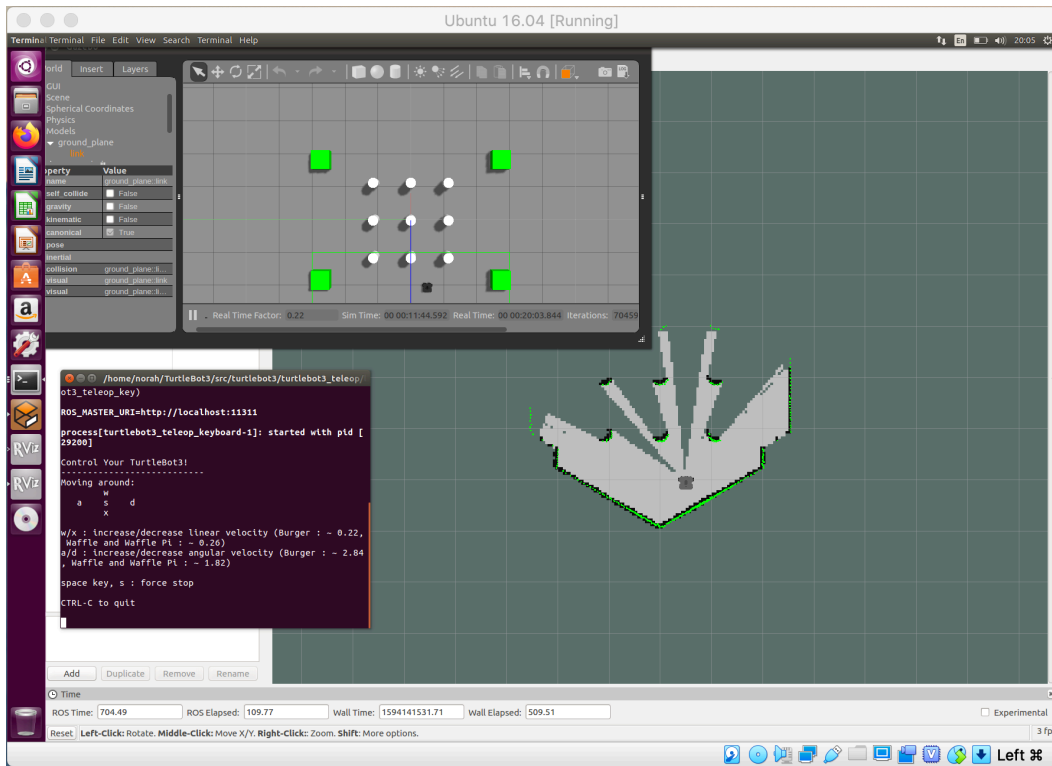 Ubuntu 16.04 [Running]
Terminal Terminal File Edit View Search Terminal Help
En
20:05
World Insert Layers
GUI
Scene
Spherical Coordinates
Physics
Models
ground_plane
link
Property Value
name ground_plane::link
self_collide False
gravity False
kinematic False
canonical True
pose
inertial
collision ground_plane::li...
visual ground_plane::li...
visual ground_plane::li...
Real Time Factor: 0.22 Sim Time: 00 00:11:44.592 Real Time: 00 00:20:03.844 Iterations: 70459
/home/norah/TurtleBot3/src/turtlebot3/turtlebot3_teleop/
ot3_teleop_key)
ROS_MASTER_URI=http://localhost:11311
process[turtlebot3_teleop_keyboard-1]: started with pid [
29200]
Control Your TurtleBot3!
---------------------------
Moving around:
w
a s d
x
w/x : increase/decrease linear velocity (Burger : ~ 0.22,
Waffle and Waffle Pi : ~ 0.26)
a/d : increase/decrease angular velocity (Burger : ~ 2.84
, Waffle and Waffle Pi : ~ 1.82)
space key, s : force stop
CTRL-C to quit
RViz
RViz
Add Duplicate Remove Rename
Time
ROS Time: 704.49 ROS Elapsed: 109.77 Wall Time: 1594141531.71 Wall Elapsed: 509.51 Experimental
Reset Left-Click: Rotate. Middle-Click: Move X/Y. Right-Click:: Zoom. Shift: More options. 3 fp
Left ⌘